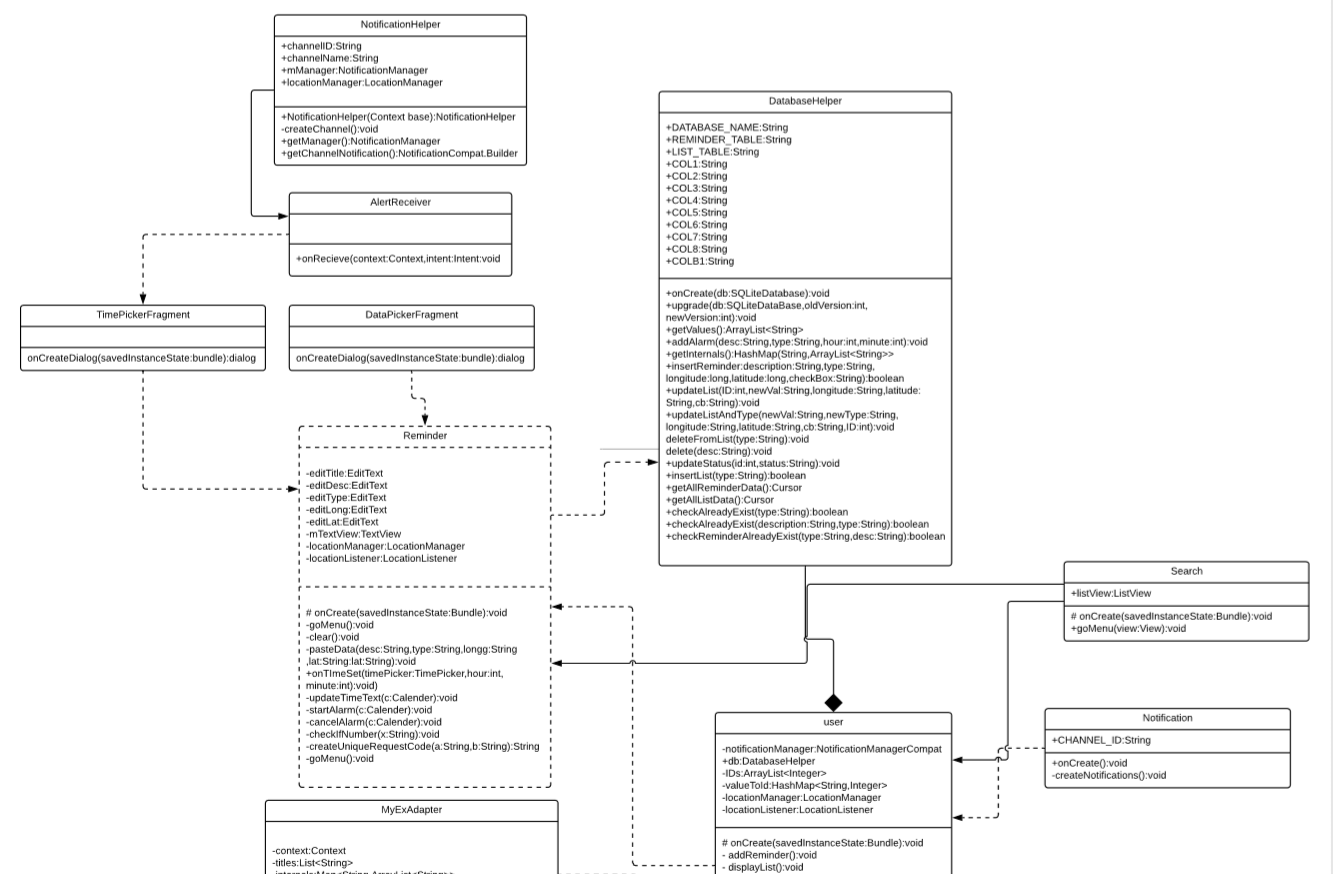 NotificationHelper
+channelID:String
+channelName:String
+mManager:NotificationManager
+locationManager:LocationManager
+NotificationHelper(Context base):NotificationHelper
-createChannel():void
+getManager():NotificationManager
+getChannelNotification():NotificationCompat.Builder
AlertReceiver
+onRecieve(context:Context,intent:Intent:void
TimePickerFragment
onCreateDialog(savedInstanceState:bundle):dialog
DataPickerFragment
onCreateDialog(savedInstanceState:bundle):dialog
Reminder
-editTitle:EditText
-editDesc:EditText
-editType:EditText
-editLong:EditText
-editLat:EditText
-mTextView:TextView
-locationManager:LocationManager
-locationListener:LocationListener
# onCreate(savedInstanceState:Bundle):void
-goMenu():void
-clear():void
-pasteData(desc:String,type:String,longg:String
,lat:String:lat:String):void
+onTImeSet(timePicker:TimePicker,hour:int,
minute:int):void)
-updateTimeText(c:Calender):void
-startAlarm(c:Calender):void
-cancelAlarm(c:Calender):void
-checkIfNumber(x:String):void
-createUniqueRequestCode(a:String,b:String):String
-goMenu():void
MyExAdapter
-context:Context
-titles:List<String>
-internals:Map<String,ArrayList<String>>
DatabaseHelper
+DATABASE_NAME:String
+REMINDER_TABLE:String
+LIST_TABLE:String
+COL1:String
+COL2:String
+COL3:String
+COL4:String
+COL5:String
+COL6:String
+COL7:String
+COL8:String
+COLB1:String
+onCreate(db:SQLiteDatabase):void
+upgrade(db:SQLiteDataBase,oldVersion:int,
newVersion:int):void
+getValues():ArrayList<String>
+addAlarm(desc:String,type:String,hour:int,minute:int):void
+getInternals():HashMap(String,ArrayList<String>>
+insertReminder:description:String,type:String,
longitude:long,latitude:long,checkBox:String):boolean
+updateList(ID:int,newVal:String,longitude:String,latitude:
String,cb:String):void
+updateListAndType(newVal:String,newType:String,
longitude:String,latitude:String,cb:String,ID:int):void
deleteFromList(type:String):void
delete(desc:String):void
+updateStatus(id:int,status:String):void
+insertList(type:String):boolean
+getAllReminderData():Cursor
+getAllListData():Cursor
+checkAlreadyExist(type:String):boolean
+checkAlreadyExist(description:String,type:String):boolean
+checkReminderAlreadyExist(type:String,desc:String):boolean
Search
+listView:ListView
# onCreate(savedInstanceState:Bundle):void
+goMenu(view:View):void
Notification
+CHANNEL_ID:String
+onCreate():void
-createNotifications():void
user
-notificationManager:NotificationManagerCompat
+db:DatabaseHelper
-IDs:ArrayList<Integer>
-valueToId:HashMap<String,Integer>
-locationManager:LocationManager
-locationListener:LocationListener
# onCreate(savedInstanceState:Bundle):void
- addReminder():void
- displayList():void